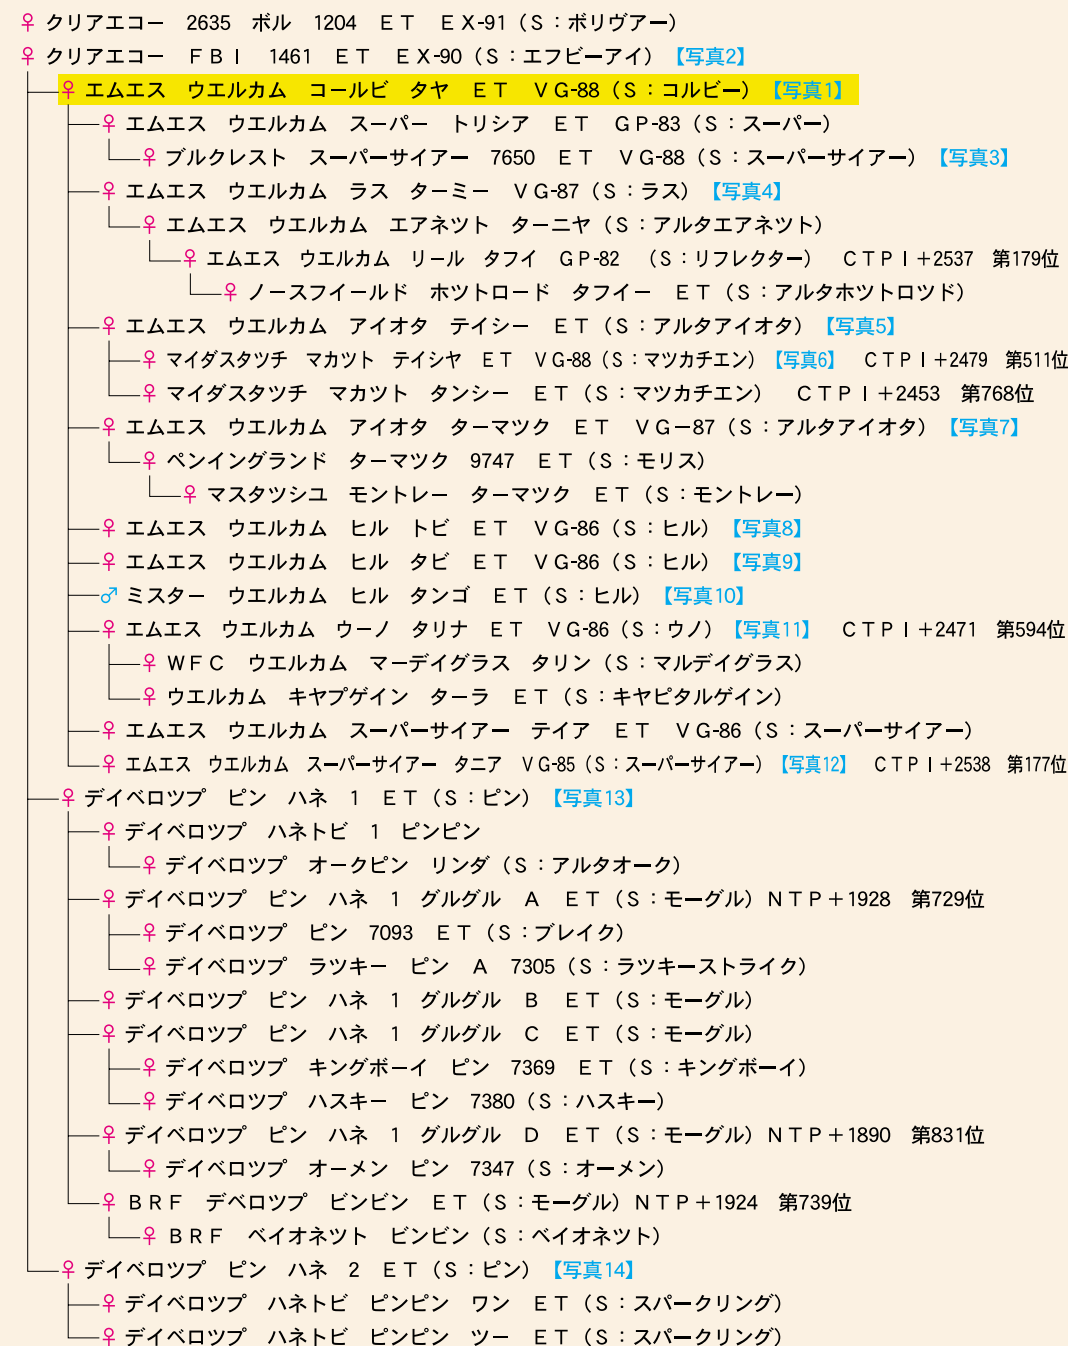 ♀ クリアエコー　2635　ボル　1204　ＥＴ　ＥＸ-91（Ｓ：ボリヴアー）
♀ クリアエコー　ＦＢＩ　1461　ＥＴ　ＥＸ-90（Ｓ：エフビーアイ）【写真2】
♀ エムエス　ウエルカム　コールビ　タヤ　ＥＴ　ＶＧ-88（Ｓ：コルビー）【写真1】
♀ エムエス　ウエルカム　スーパー　トリシア　ＥＴ　ＧＰ-83（Ｓ：スーパー）
♀ ブルクレスト　スーパーサイアー　7650　ＥＴ　ＶＧ-88（Ｓ：スーパーサイアー）【写真3】
♀ エムエス　ウエルカム　ラス　ターミー　ＶＧ-87（Ｓ：ラス）【写真4】
♀ エムエス　ウエルカム　エアネツト　ターニヤ（Ｓ：アルタエアネツト）
♀ エムエス　ウエルカム　リール　タフイ　ＧＰ-82　（Ｓ：リフレクター）　ＣＴＰＩ+2537　第179位
♀ ノースフイールド　ホツトロード　タフイー　ＥＴ（Ｓ：アルタホツトロツド）
♀ エムエス　ウエルカム　アイオタ　テイシー　ＥＴ（Ｓ：アルタアイオタ）【写真5】
♀ マイダスタツチ　マカツト　テイシヤ　ＥＴ　ＶＧ-88（Ｓ：マツカチエン）【写真6】　ＣＴＰＩ+2479　第511位
♀ マイダスタツチ　マカツト　タンシー　ＥＴ（Ｓ：マツカチエン）　ＣＴＰＩ+2453　第768位
♀ エムエス　ウエルカム　アイオタ　ターマツク　ＥＴ　ＶＧ－87（Ｓ：アルタアイオタ）【写真7】
♀ ペンイングランド　ターマツク　9747　ＥＴ（Ｓ：モリス）
♀ マスタツシユ　モントレー　ターマツク　ＥＴ（Ｓ：モントレー）
♀ エムエス　ウエルカム　ヒル　トビ　ＥＴ　ＶＧ-86（Ｓ：ヒル）【写真8】
♀ エムエス　ウエルカム　ヒル　タビ　ＥＴ　ＶＧ-86（Ｓ：ヒル）【写真9】
♂ ミスター　ウエルカム　ヒル　タンゴ　ＥＴ（Ｓ：ヒル）【写真10】
♀ エムエス　ウエルカム　ウーノ　タリナ　ＥＴ　ＶＧ-86（Ｓ：ウノ）【写真11】　ＣＴＰＩ+2471　第594位
♀ ＷＦＣ　ウエルカム　マーデイグラス　タリン（Ｓ：マルデイグラス）
♀ ウエルカム　キヤプゲイン　ターラ　ＥＴ（Ｓ：キヤピタルゲイン）
♀ エムエス　ウエルカム　スーパーサイアー　テイア　ＥＴ　ＶＧ-86（Ｓ：スーパーサイアー）
♀ エムエス　ウエルカム　スーパーサイアー　タニア　ＶＧ-85（Ｓ：スーパーサイアー）【写真12】　ＣＴＰＩ+2538　第177位
♀ デイベロツプ　ピン　ハネ　1　ＥＴ（Ｓ：ピン）【写真13】
♀ デイベロツプ　ハネトビ　1　ピンピン
♀ デイベロツプ　オークピン　リンダ（Ｓ：アルタオーク）
♀ デイベロツプ　ピン　ハネ　1　グルグル　Ａ　ＥＴ（Ｓ：モーグル）ＮＴＰ＋1928　第729位
♀ デイベロツプ　ピン　7093　ＥＴ（Ｓ：ブレイク）
♀ デイベロツプ　ラツキー　ピン　Ａ　7305（Ｓ：ラツキーストライク）
♀ デイベロツプ　ピン　ハネ　1　グルグル　Ｂ　ＥＴ（Ｓ：モーグル）
♀ デイベロツプ　ピン　ハネ　1　グルグル　Ｃ　ＥＴ（Ｓ：モーグル）
♀ デイベロツプ　キングボーイ　ピン　7369　ＥＴ（Ｓ：キングボーイ）
♀ デイベロツプ　ハスキー　ピン　7380（Ｓ：ハスキー）
♀ デイベロツプ　ピン　ハネ　1　グルグル　Ｄ　ＥＴ（Ｓ：モーグル）ＮＴＰ＋1890　第831位
♀ デイベロツプ　オーメン　ピン　7347（Ｓ：オーメン）
♀ ＢＲＦ　デベロツプ　ビンビン　ＥＴ（Ｓ：モーグル）ＮＴＰ＋1924　第739位
♀ ＢＲＦ　ベイオネツト　ビンビン（Ｓ：ベイオネツト）
♀ デイベロツプ　ピン　ハネ　2　ＥＴ（Ｓ：ピン）【写真14】
♀ デイベロツプ　ハネトビ　ピンピン　ワン　ＥＴ（Ｓ：スパークリング）
♀ デイベロツプ　ハネトビ　ピンピン　ツー　ＥＴ（Ｓ：スパークリング）